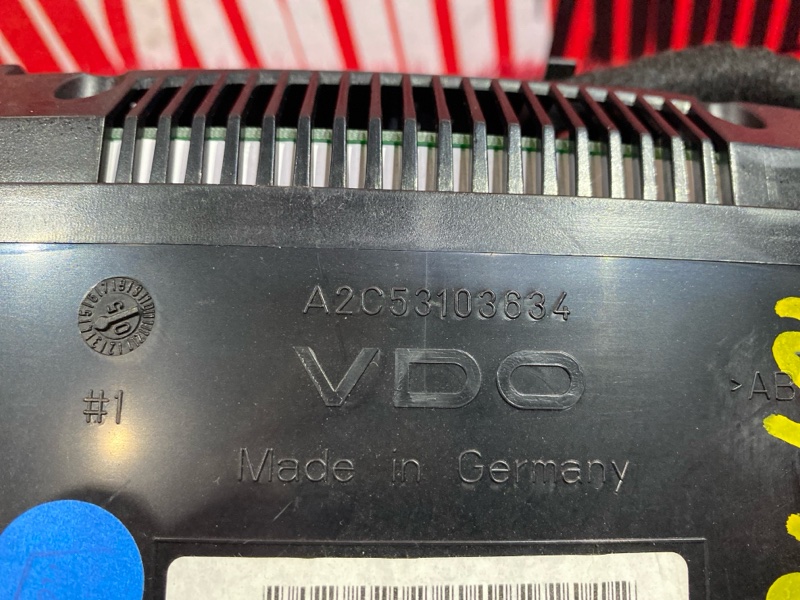 A2C53103634
VDO
#1
>AB
Made in Germany